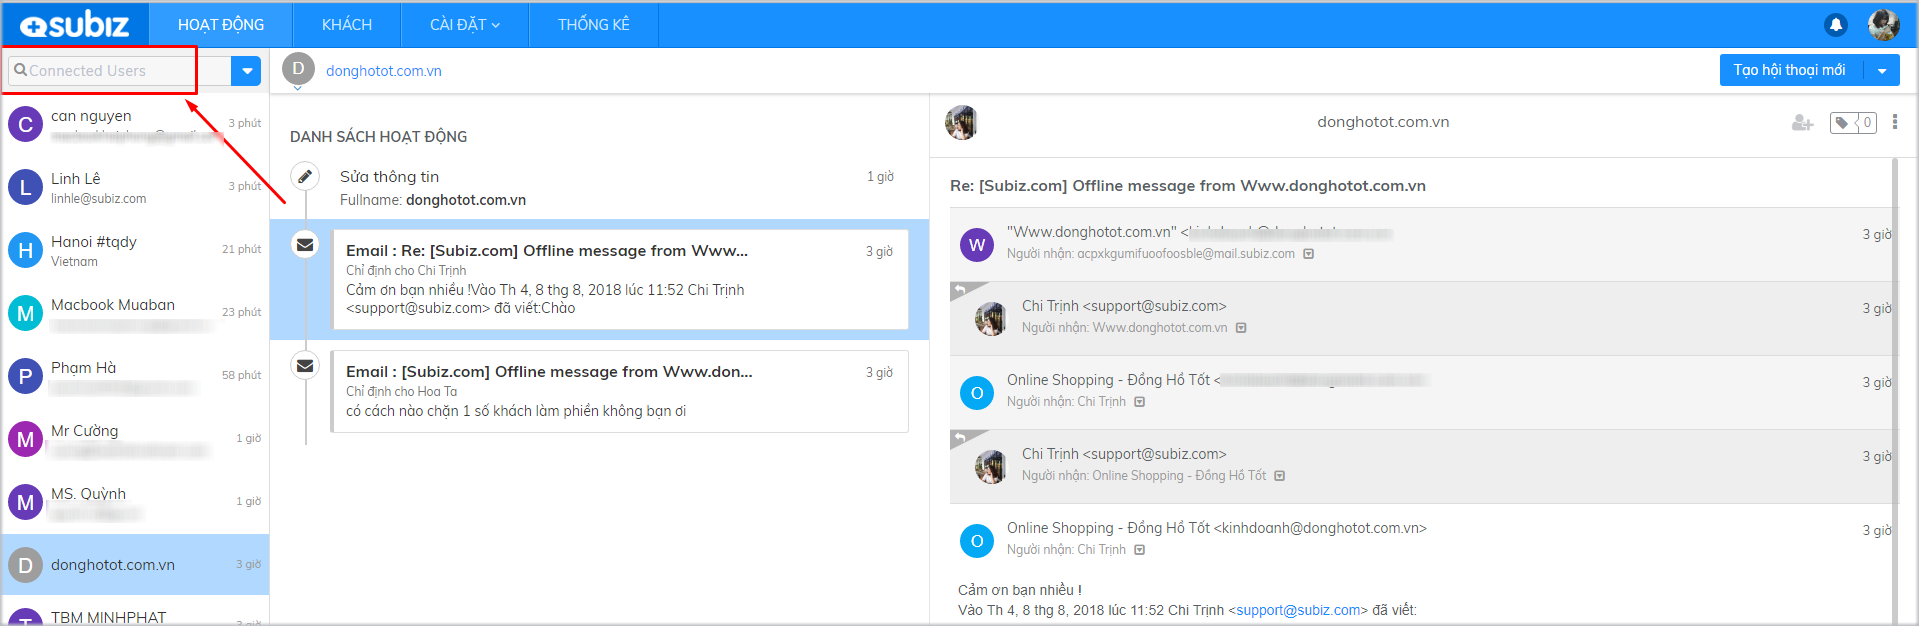 subiz
HOẠT ĐỘNG
KHÁCH
CÀI ĐẶT
THỐNG KÊ
Connected Users
C
can nguyen
3 phút
L
Linh Lê
3 phút
linhle@subiz.com
H
Hanoi #tqdy
21 phút
Vietnam
M
Macbook Muaban
23 phút
P
Phạm Hà
58 phút
M
Mr Cường
1 giờ
M
MS. Quỳnh
1 giờ
D
donghotot.com.vn
3 giờ
T
TBM MINHPHAT
3 giờ
D
donghotot.com.vn
Tạo hội thoại mới
DANH SÁCH HOẠT ĐỘNG
Sửa thông tin
1 giờ
Fullname: donghotot.com.vn
Email : Re: [Subiz.com] Offline message from Www...
3 giờ
Chỉ định cho Chi Trịnh
Cảm ơn bạn nhiều !Vào Th 4, 8 thg 8, 2018 lúc 11:52 Chi Trịnh
<support@subiz.com> đã viết:Chào
Email : [Subiz.com] Offline message from Www.don...
3 giờ
Chỉ định cho Hoa Ta
có cách nào chặn 1 số khách làm phiền không bạn ơi
donghotot.com.vn
0
Re: [Subiz.com] Offline message from Www.donghotot.com.vn
W
"Www.donghotot.com.vn" <
3 giờ
Người nhận: acpxkgumifuoofoosble@mail.subiz.com
Chi Trịnh <support@subiz.com>
3 giờ
Người nhận: Www.donghotot.com.vn
O
Online Shopping - Đồng Hồ Tốt <
3 giờ
Người nhận: Chi Trịnh
Chi Trịnh <support@subiz.com>
3 giờ
Người nhận: Online Shopping - Đồng Hồ Tốt
O
Online Shopping - Đồng Hồ Tốt <kinhdoanh@donghotot.com.vn>
3 giờ
Người nhận: Chi Trịnh
Cảm ơn bạn nhiều !
Vào Th 4, 8 thg 8, 2018 lúc 11:52 Chi Trịnh <support@subiz.com> đã viết: